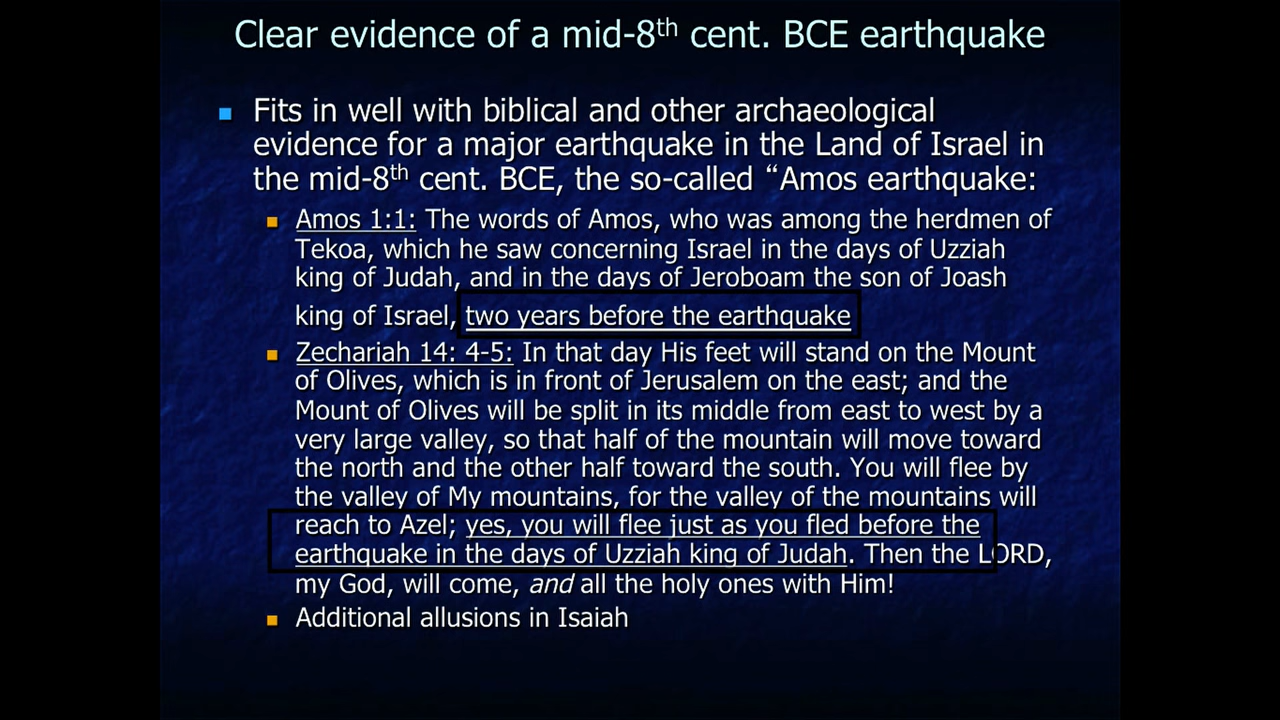 Clear evidence of a mid-8th cent. BCE earthquake
Fits in well with biblical and other archaeological
evidence for a major earthquake in the Land of Israel in
the mid-8th cent. BCE, the so-called “Amos earthquake:
Amos 1:1: The words of Amos, who was among the herdmen of
Tekoa, which he saw concerning Israel in the days of Uzziah
king of Judah, and in the days of Jeroboam the son of Joash
king of Israel, two years before the earthquake
Zechariah 14: 4-5: In that day His feet will stand on the Mount
of Olives, which is in front of Jerusalem on the east; and the
Mount of Olives will be split in its middle from east to west by a
very large valley, so that half of the mountain will move toward
the north and the other half toward the south. You will flee by
the valley of My mountains, for the valley of the mountains will
reach to Azel; yes, you will flee just as you fled before the
earthquake in the days of Uzziah king of Judah. Then the LORD,
my God, will come, and all the holy ones with Him!
Additional allusions in Isaiah